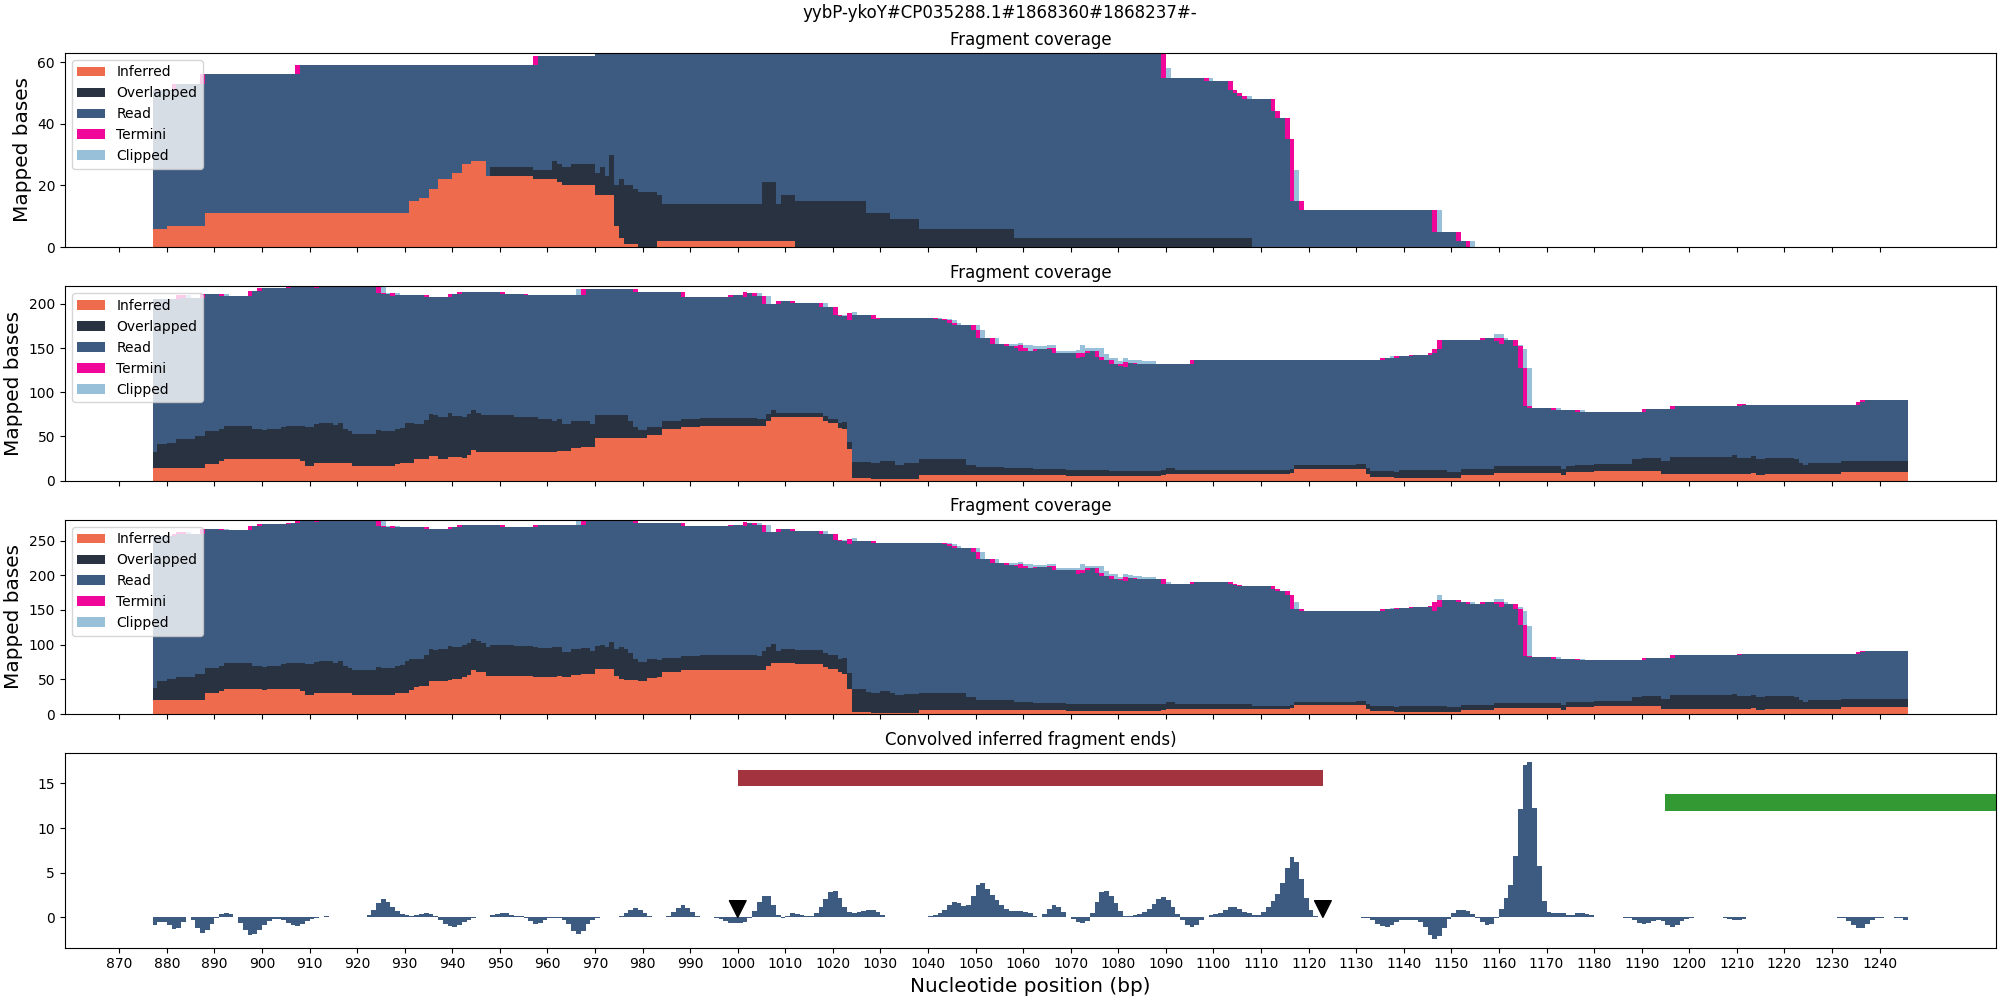 yybP-ykoY#CP035288.1#1868360#1868237#-
Fragment coverage
Mapped bases
60
40
20
0
Inferred
Overlapped
Read
Termini
Clipped
Fragment coverage
Mapped bases
200
150
100
50
0
Inferred
Overlapped
Read
Termini
Clipped
Fragment coverage
Mapped bases
250
200
150
100
50
0
Inferred
Overlapped
Read
Termini
Clipped
Convolved inferred fragment ends)
15
10
5
0
870 880 890 900 910 920 930 940 950 960 970 980 990 1000 1010 1020 1030 1040 1050 1060 1070 1080 1090 1100 1110 1120 1130 1140 1150 1160 1170 1180 1190 1200 1210 1220 1230 1240
Nucleotide position (bp)